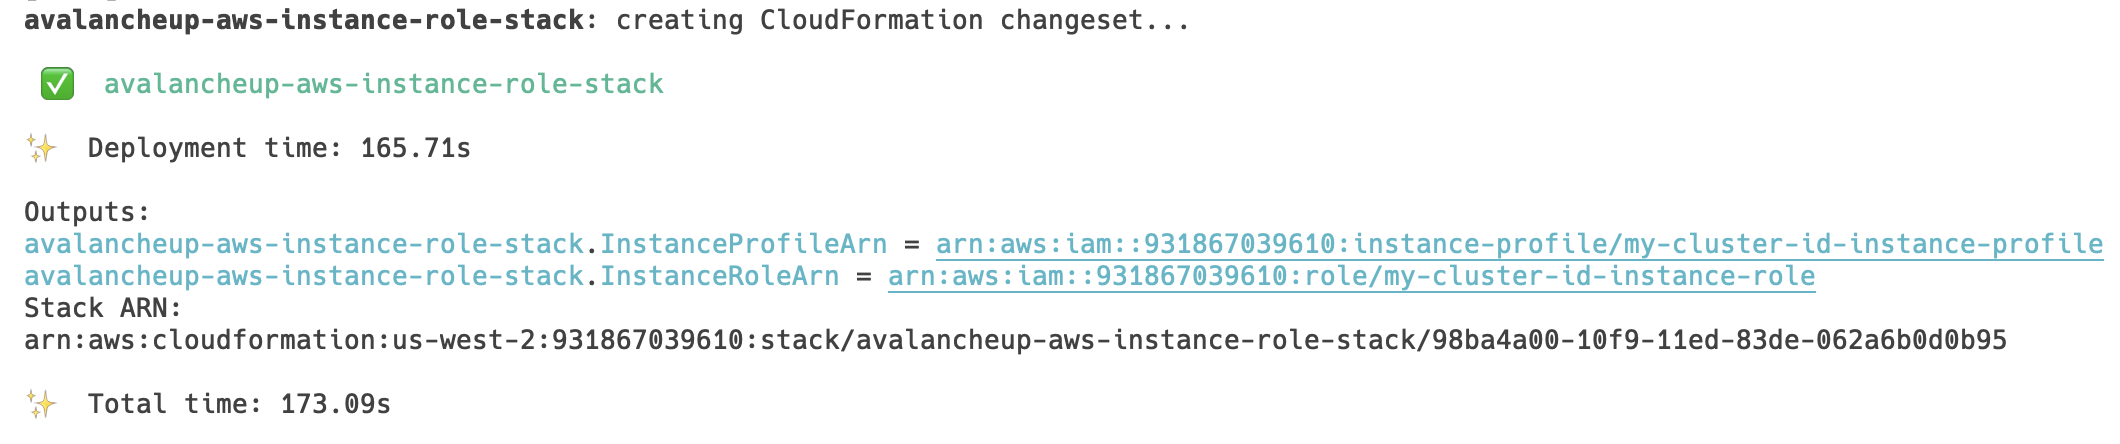 avalancheup-aws-instance-role-stack: creating CloudFormation changeset...
✅ avalancheup-aws-instance-role-stack
✨ Deployment time: 165.71s
Outputs:
avalancheup-aws-instance-role-stack.InstanceProfileArn = arn:aws:iam::931867039610:instance-profile/my-cluster-id-instance-profile
avalancheup-aws-instance-role-stack.InstanceRoleArn = arn:aws:iam::931867039610:role/my-cluster-id-instance-role
Stack ARN:
arn:aws:cloudformation:us-west-2:931867039610:stack/avalancheup-aws-instance-role-stack/98ba4a00-10f9-11ed-83de-062a6b0d0b95
✨ Total time: 173.09s